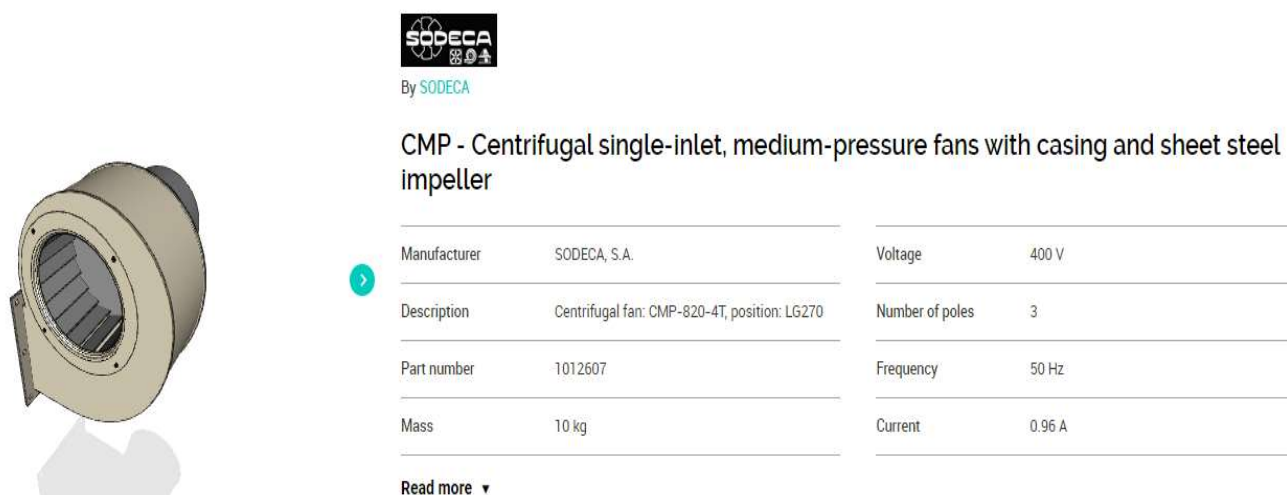 SODECA
By SODECA
CMP - Centrifugal single-inlet, medium-pressure fans with casing and sheet steel
impeller
Manufacturer SODECA, S.A.
Voltage 400 V
Description Centrifugal fan: CMP-820-4T, position: LG270
Number of poles 3
Part number 1012607
Frequency 50 Hz
Mass 10 kg
Current 0.96 A
Read more ▼